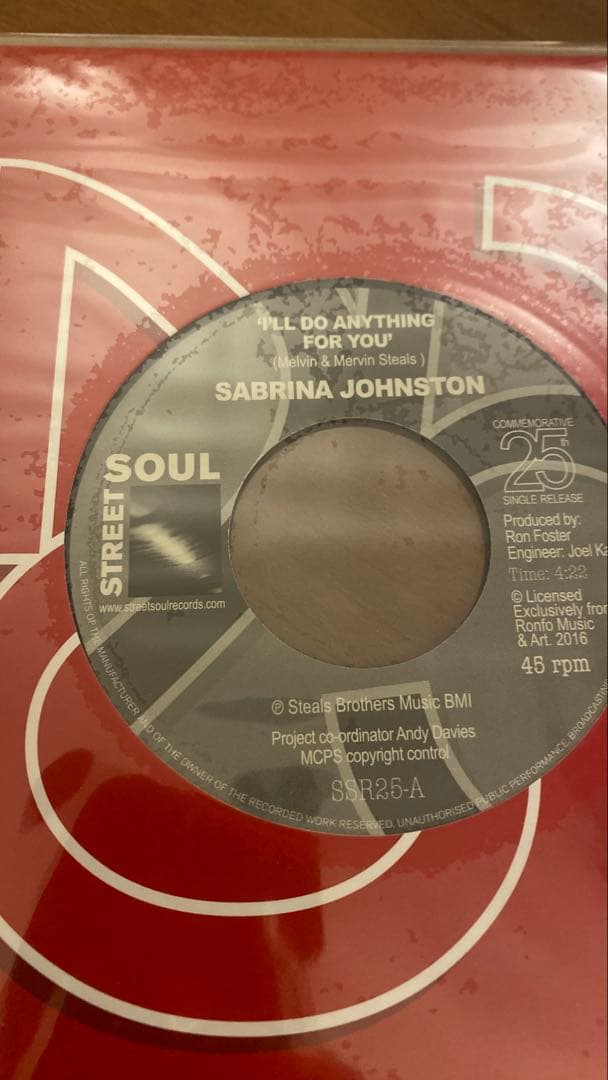 ‘I’LL DO ANYTHING
FOR YOU’
(Melvin & Mervin Steals )
SABRINA JOHNSTON
STREET SOUL
www.streetsoulrecords.com
COMMEMORATIVE
25th
SINGLE RELEASE
Produced by:
Ron Foster
Engineer: Joel
Time: 4:22
© Licensed
Exclusively from
Ronfo Music
& Art. 2016
45 rpm
℗ Steals Brothers Music BMI
Project co-ordinator Andy Davies
MCPS copyright control
SSR25-A
ALL RIGHTS OF THE MANUFACTURER AND OF THE OWNER OF THE RECORDED WORK RESERVED. UNAUTHORISED PUBLIC PERFORMANCE, BROADCASTING